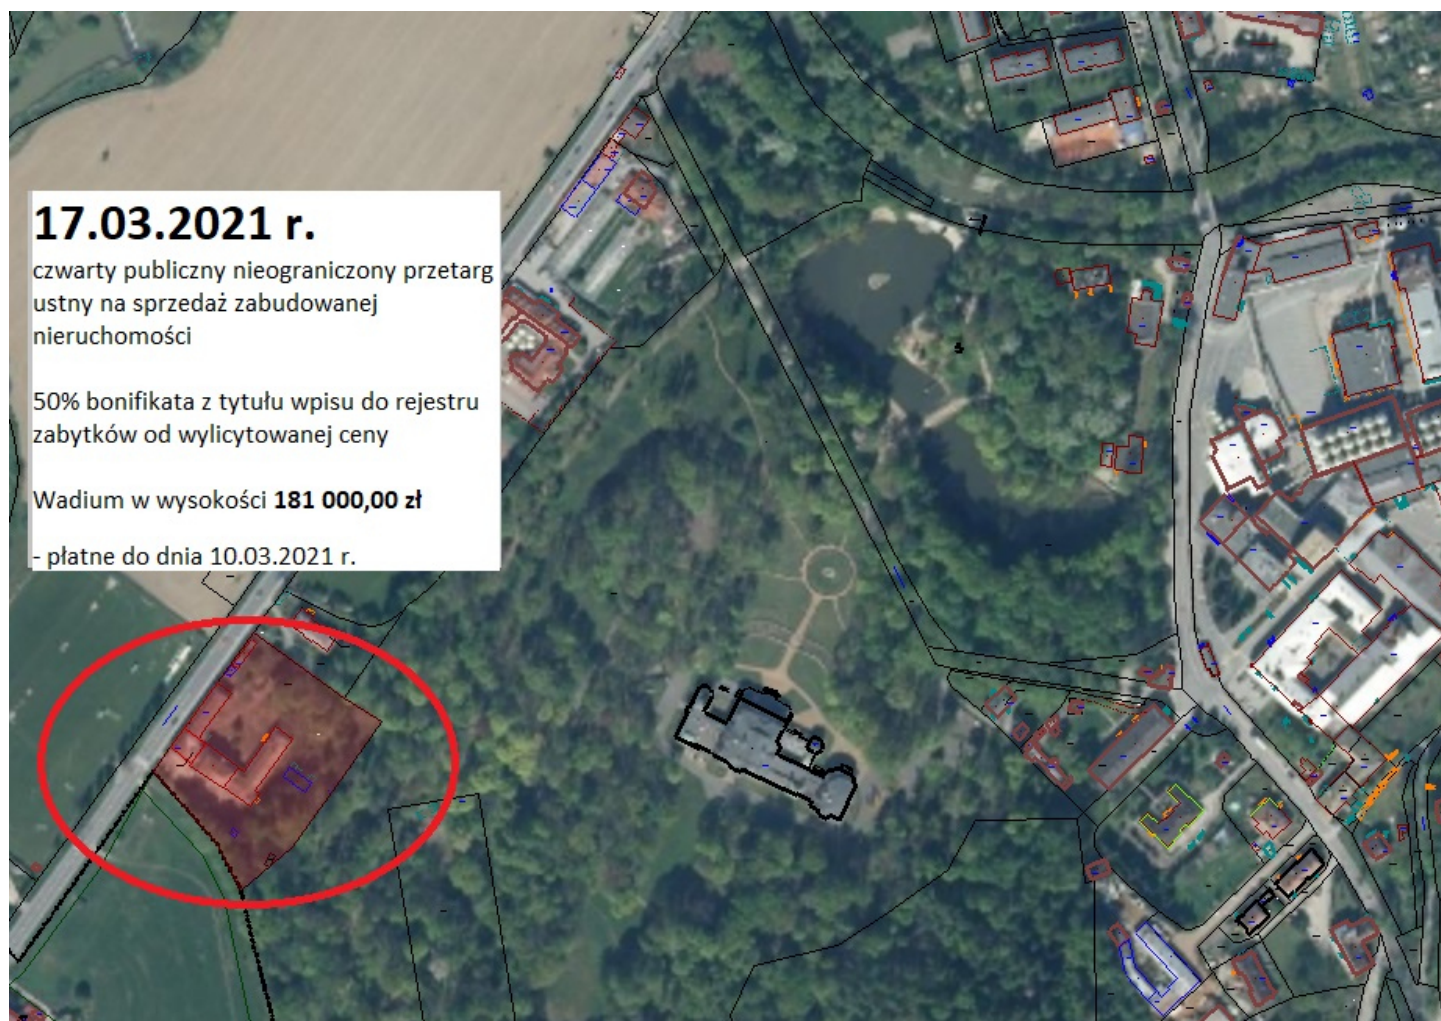 17.03.2021 r.
czwarty publiczny nieograniczony przetarg
ustny na sprzedaż zabudowanej
nieruchomości
50% bonifikata z tytułu wpisu do rejestru
zabytków od wylicytowanej ceny
Wadium w wysokości 181 000,00 zł
- płatne do dnia 10.03.2021 r.